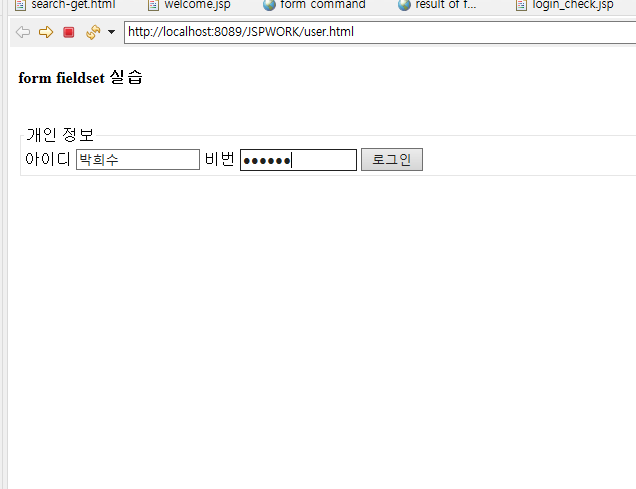 search-get.html welcome.jsp form command result of f... login_check.jsp
http://localhost:8089/JSPWORK/user.html
form fieldset 실습
개인 정보
아이디 박희수 비번 ●●●●●● 로그인